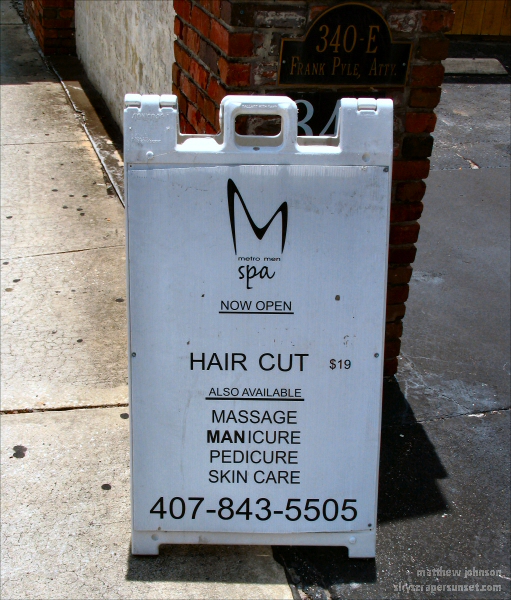 340-E
FRANK PYLE, ATTY.
34
M
metro men
spa
NOW OPEN
HAIR CUT $19
ALSO AVAILABLE
MASSAGE
MANICURE
PEDICURE
SKIN CARE
407-843-5505
matthew johnson
skyscrapersunset.com